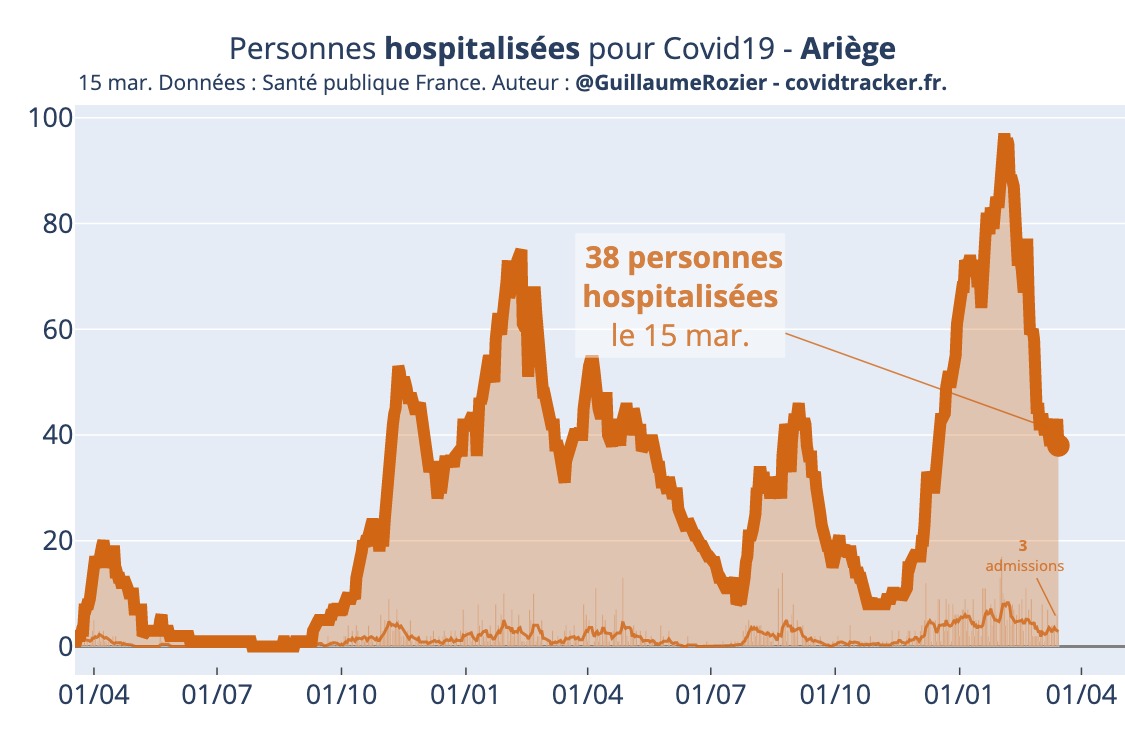 Personnes hospitalisées pour Covid19 - Ariège
15 mar. Données : Santé publique France. Auteur : @GuillaumeRozier - covidtracker.fr.
100
80
60
40
20
0
38 personnes
hospitalisées
le 15 mar.
3
admissions
01/04 01/07 01/10 01/01 01/04 01/07 01/10 01/01 01/04